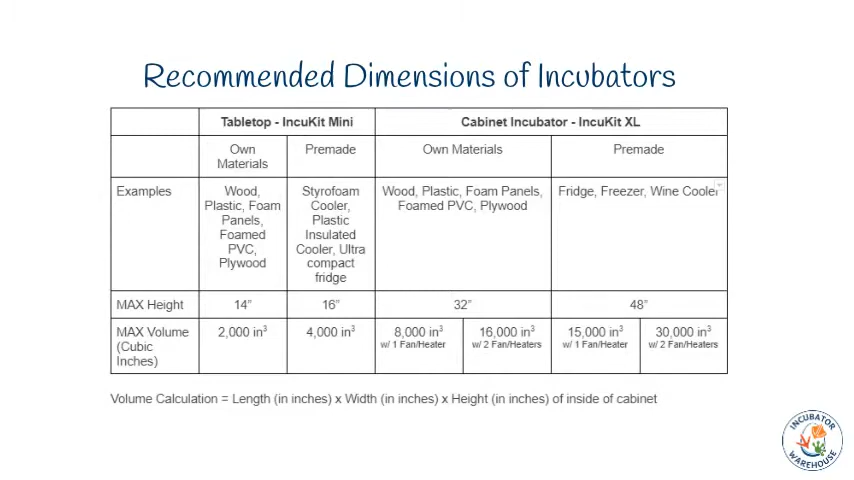 Recommended Dimensions of Incubators
Tabletop - IncuKit Mini
Cabinet Incubator - IncuKit XL
Own
Materials
Premade
Own Materials
Premade
Examples
Wood,
Plastic, Foam
Panels,
Foamed
PVC,
Plywood
Styrofoam
Cooler,
Plastic
Insulated
Cooler, Ultra
compact
fridge
Wood, Plastic, Foam Panels,
Foamed PVC, Plywood
Fridge, Freezer, Wine Cooler
MAX Height
14”
16”
32”
48”
MAX Volume
(Cubic
Inches)
2,000 in³
4,000 in³
8,000 in³
w/ 1 Fan/Heater
16,000 in³
w/ 2 Fan/Heaters
15,000 in³
w/ 1 Fan/Heater
30,000 in³
w/ 2 Fan/Heaters
Volume Calculation = Length (in inches) x Width (in inches) x Height (in inches) of inside of cabinet
INCUBATOR
WAREHOUSE